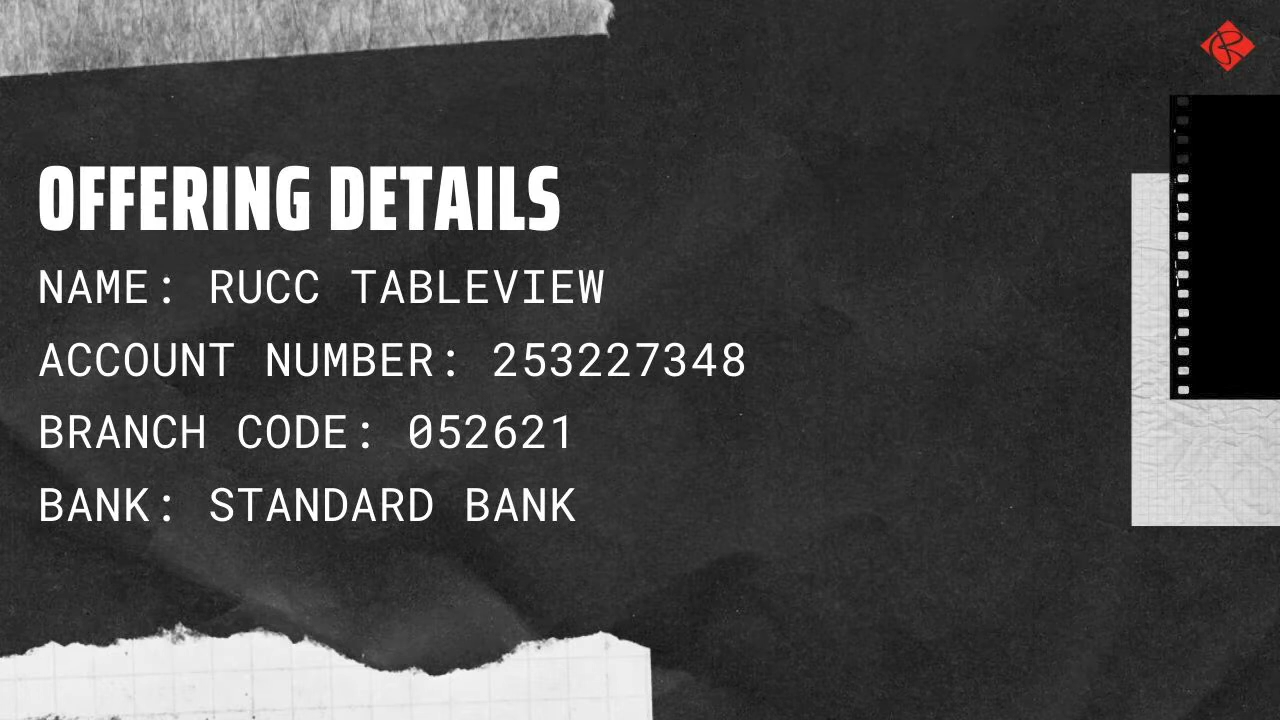 OFFERING DETAILS
NAME: RUCC TABLEVIEW
ACCOUNT NUMBER: 253227348
BRANCH CODE: 052621
BANK: STANDARD BANK